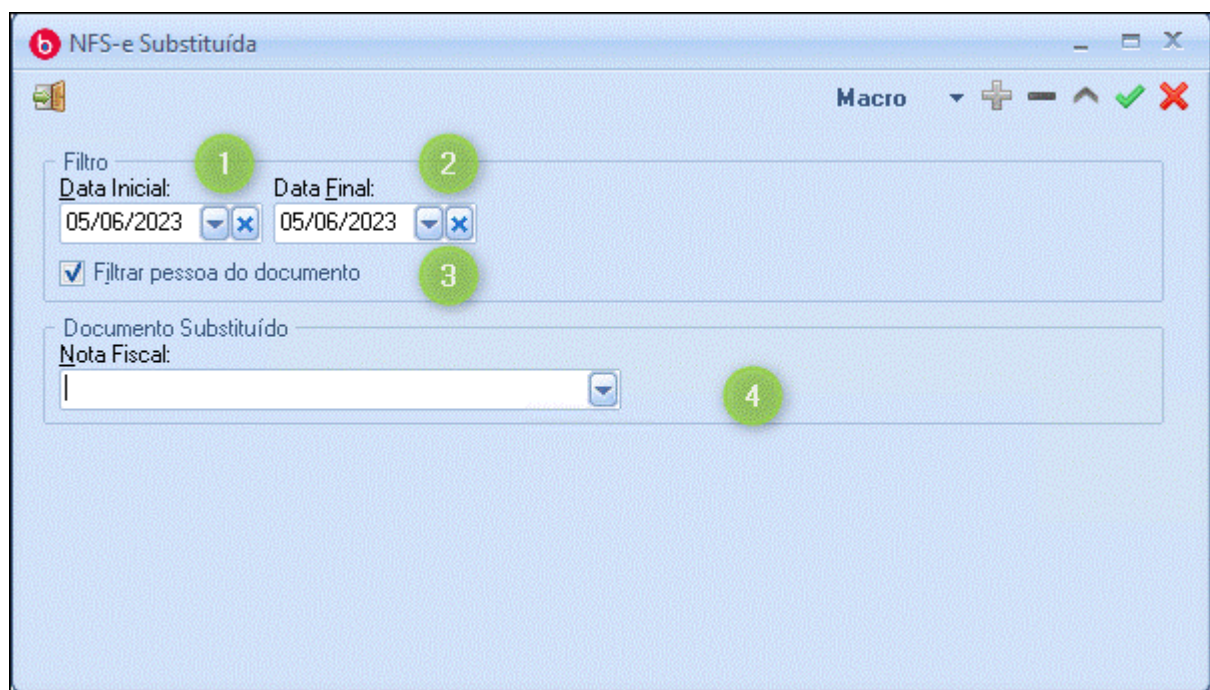 b NFS-e Substituída
Macro
Filtro
1 2
Data Inicial: Data Final:
05/06/2023 05/06/2023
Filtrar pessoa do documento 3
Documento Substituído
Nota Fiscal:
4